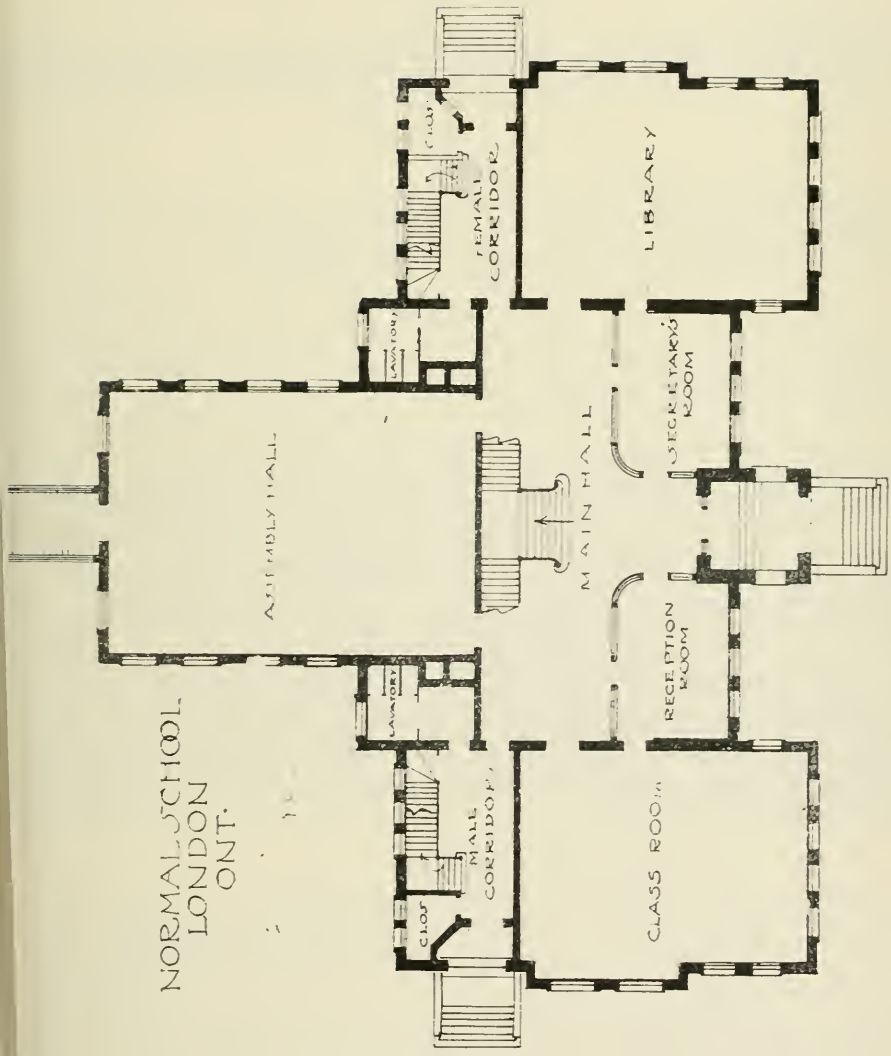 NORMAL SCHOOL
LONDON
ONT.
ASSEMBLY HALL
LAVATORY
LAVATORY
CLOS
MALE
CORRIDOR
CLOS
FEMALE
CORRIDOR
MAIN HALL
CLASS ROOM
RECEPTION
ROOM
SECRETARY'S
ROOM
LIBRARY